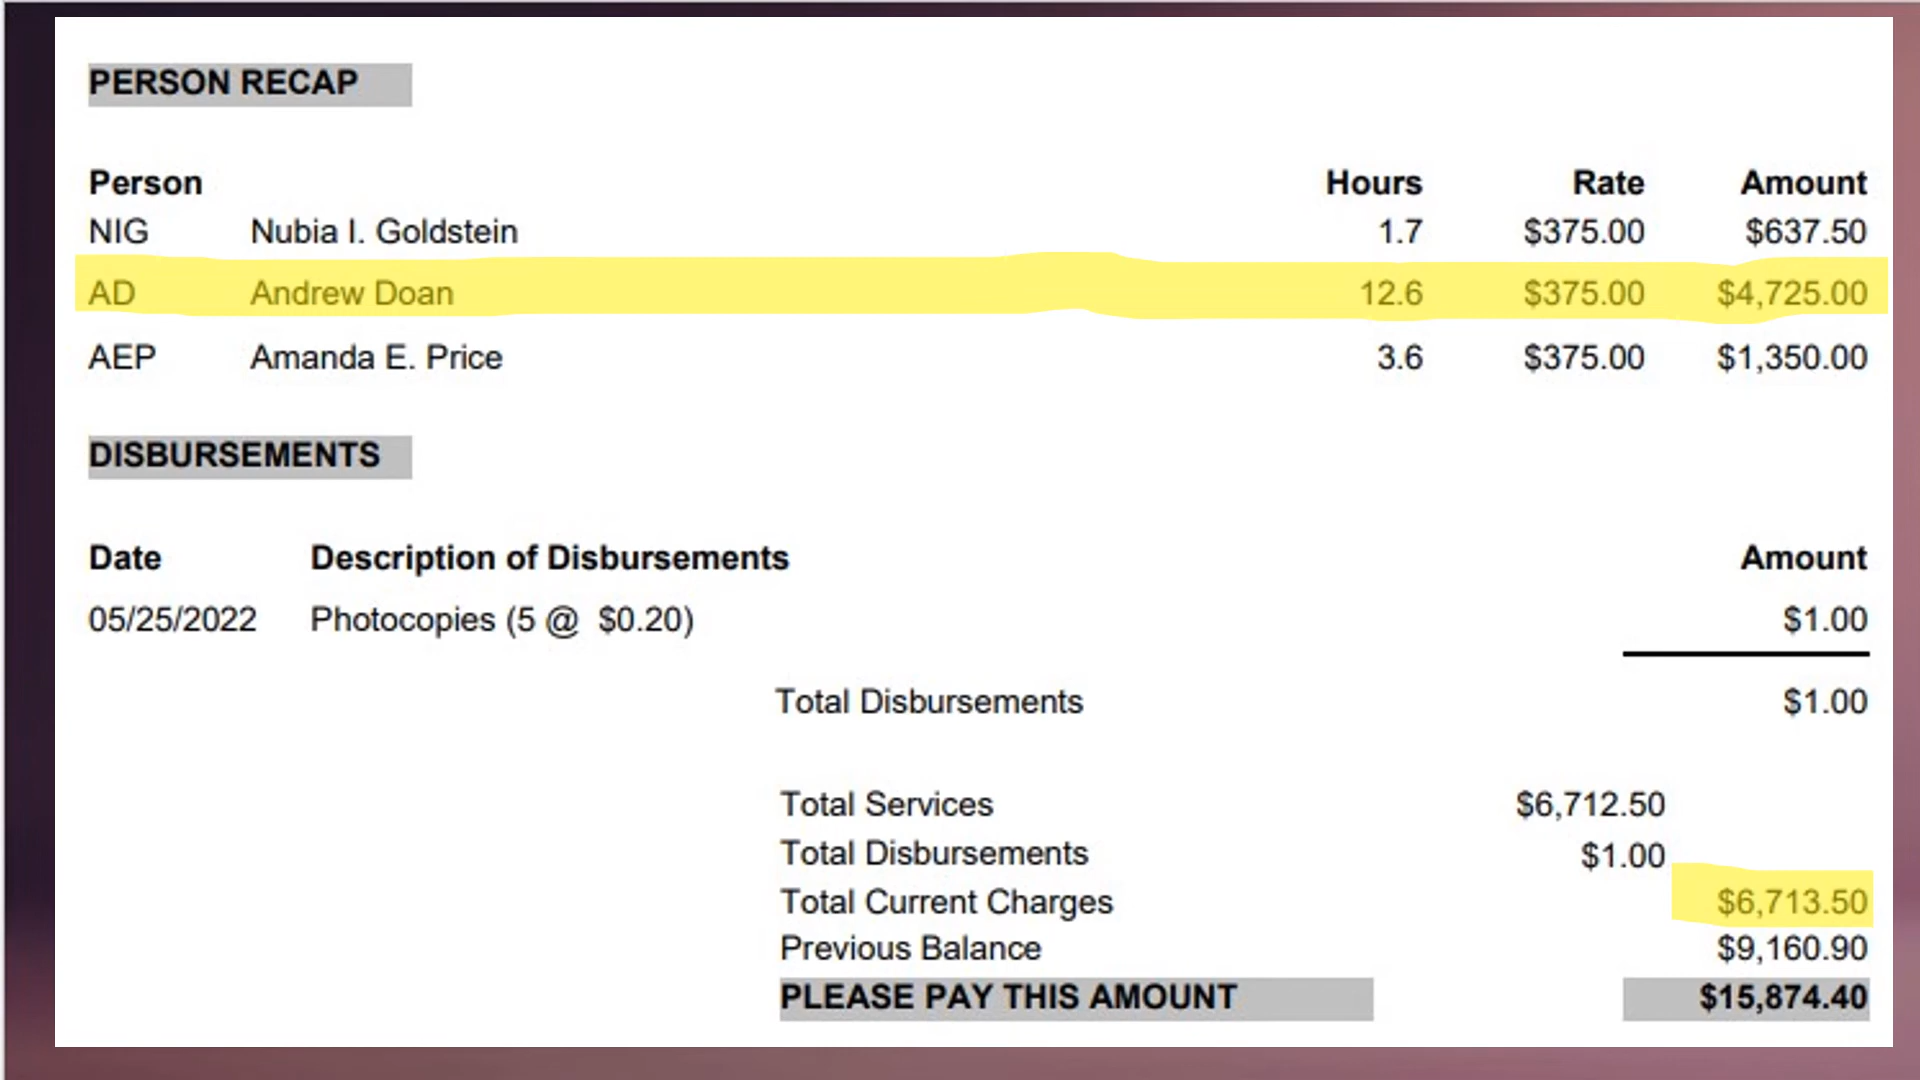 PERSON RECAP
Person Hours Rate Amount
NIG Nubia I. Goldstein 1.7 $375.00 $637.50
AD Andrew Doan 12.6 $375.00 $4,725.00
AEP Amanda E. Price 3.6 $375.00 $1,350.00
DISBURSEMENTS
Date Description of Disbursements Amount
05/25/2022 Photocopies (5 @ $0.20) $1.00
Total Disbursements $1.00
Total Services $6,712.50
Total Disbursements $1.00
Total Current Charges $6,713.50
Previous Balance $9,160.90
PLEASE PAY THIS AMOUNT $15,874.40